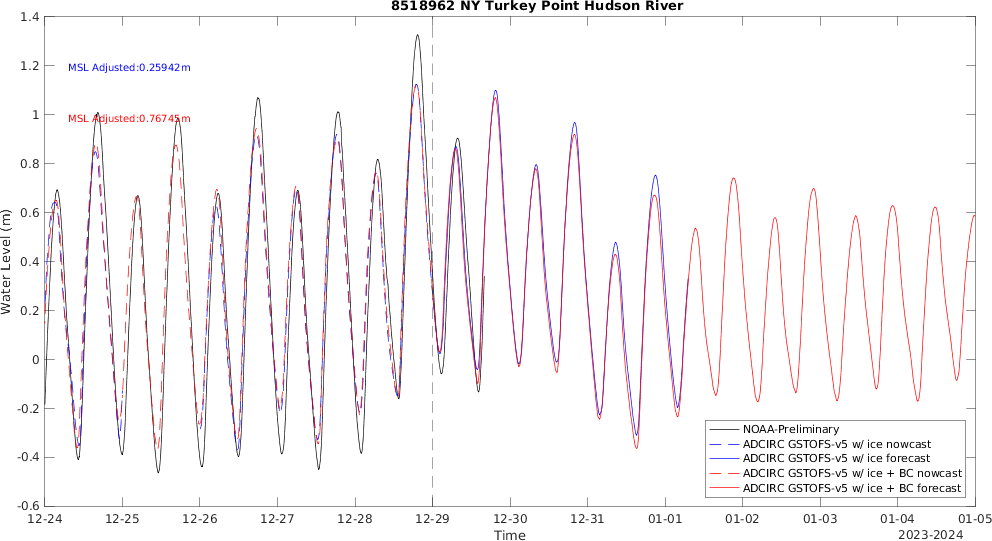 8518962 NY Turkey Point Hudson River
1.4
1.2
1
0.8
0.6
0.4
0.2
0
-0.2
-0.4
-0.6
Water Level (m)
MSL Adjusted:0.25942m
MSL Adjusted:0.76745m
NOAA-Preliminary
ADCIRC GSTOFS-v5 w/ ice nowcast
ADCIRC GSTOFS-v5 w/ ice forecast
ADCIRC GSTOFS-v5 w/ ice + BC nowcast
ADCIRC GSTOFS-v5 w/ ice + BC forecast
12-24 12-25 12-26 12-27 12-28 12-29 12-30 12-31 01-01 01-02 01-03 01-04 01-05
Time
2023-2024